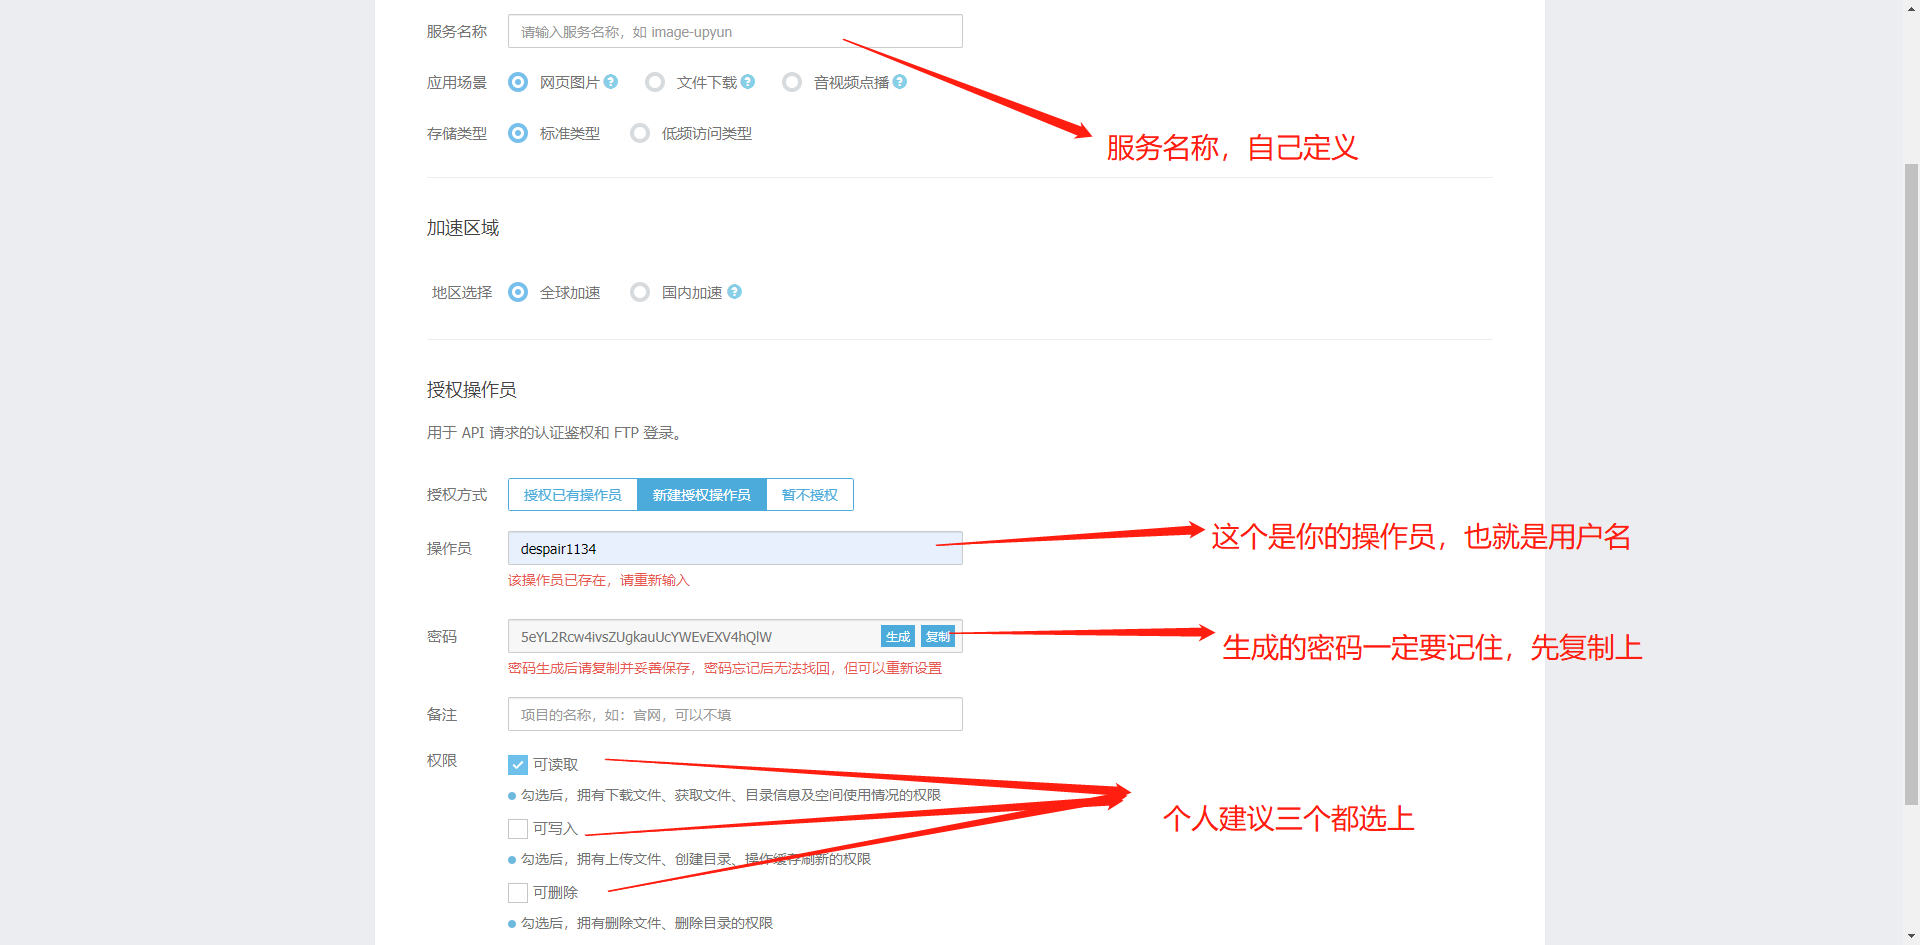 服务名称 请输入服务名称，如 image-upyun
应用场景 网页图片 ? 文件下载 ? 音视频点播 ?
存储类型 标准类型 低频访问类型
服务名称，自己定义
加速区域
地区选择 全球加速 国内加速 ?
授权操作员
用于 API 请求的认证鉴权和 FTP 登录。
授权方式 授权已有操作员 新建授权操作员 暂不授权
操作员 despair1134
这个是你的操作员，也就是用户名
该操作员已存在，请重新输入
密码 5eYL2Rcw4ivsZUgkauUcYWEvEXV4hQlW 生成 复制
生成的密码一定要记住，先复制上
密码生成后请复制并妥善保存，密码忘记后无法找回，但可以重新设置
备注 项目的名称，如：官网，可以不填
权限 可读取
勾选后，拥有下载文件、获取文件、目录信息及空间使用情况的权限
个人建议三个都选上
可写入
勾选后，拥有上传文件、创建目录、操作缓存刷新的权限
可删除
勾选后，拥有删除文件、删除目录的权限